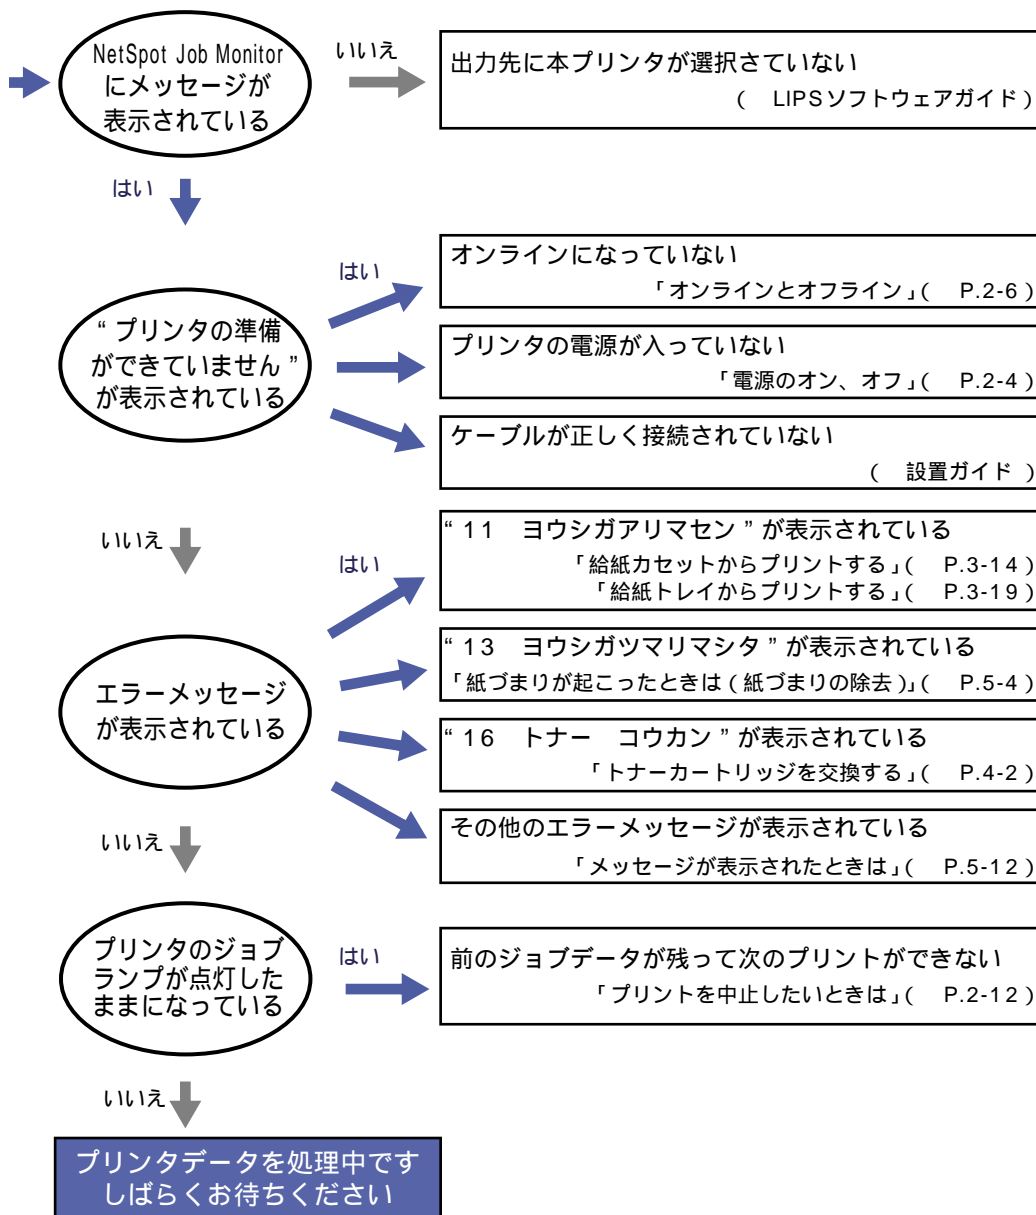 NetSpot Job Monitor
にメッセージが
表示されている
いいえ
出力先に本プリンタが選択さていない
( LIPSソフトウェアガイド)
はい
“プリンタの準備
ができていません”
が表示されている
はい
オンラインになっていない
「オンラインとオフライン」( P.2-6)
プリンタの電源が入っていない
「電源のオン、オフ」( P.2-4)
ケーブルが正しく接続されていない
( 設置ガイド )
いいえ
エラーメッセージ
が表示されている
はい
“11 ヨウシガアリマセン”が表示されている
「給紙カセットからプリントする」( P.3-14)
「給紙トレイからプリントする」( P.3-19)
“13 ヨウシガツマリマシタ”が表示されている
「紙づまりが起こったときは(紙づまりの除去)」( P.5-4)
“16 トナー コウカン”が表示されている
「トナーカートリッジを交換する」( P.4-2)
その他のエラーメッセージが表示されている
「メッセージが表示されたときは」( P.5-12)
いいえ
プリンタのジョブ
ランプが点灯した
ままになっている
はい
前のジョブデータが残って次のプリントができない
「プリントを中止したいときは」( P.2-12)
いいえ
プリンタデータを処理中です
しばらくお待ちください